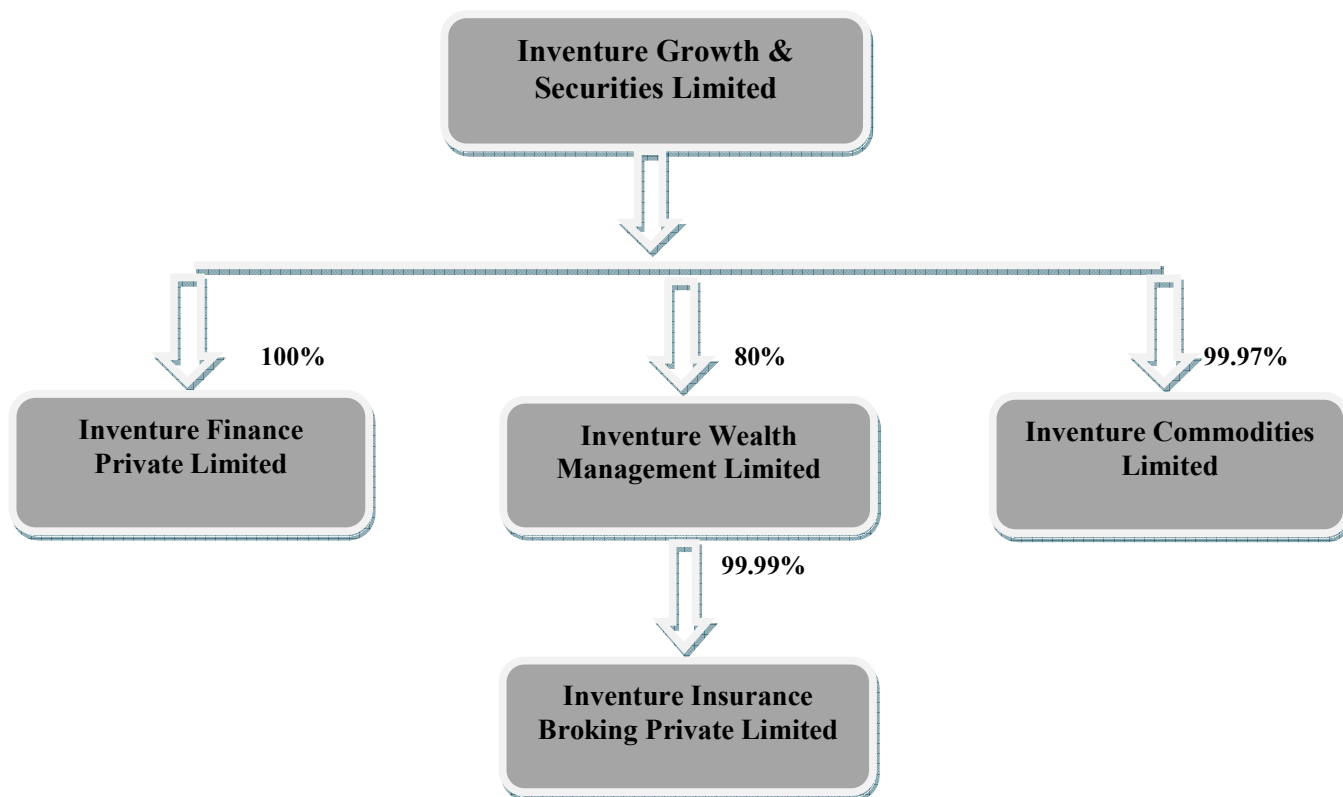 Inventure Growth &
Securities Limited
100%
80%
99.97%
Inventure Finance
Private Limited
Inventure Wealth
Management Limited
Inventure Commodities
Limited
99.99%
Inventure Insurance
Broking Private Limited